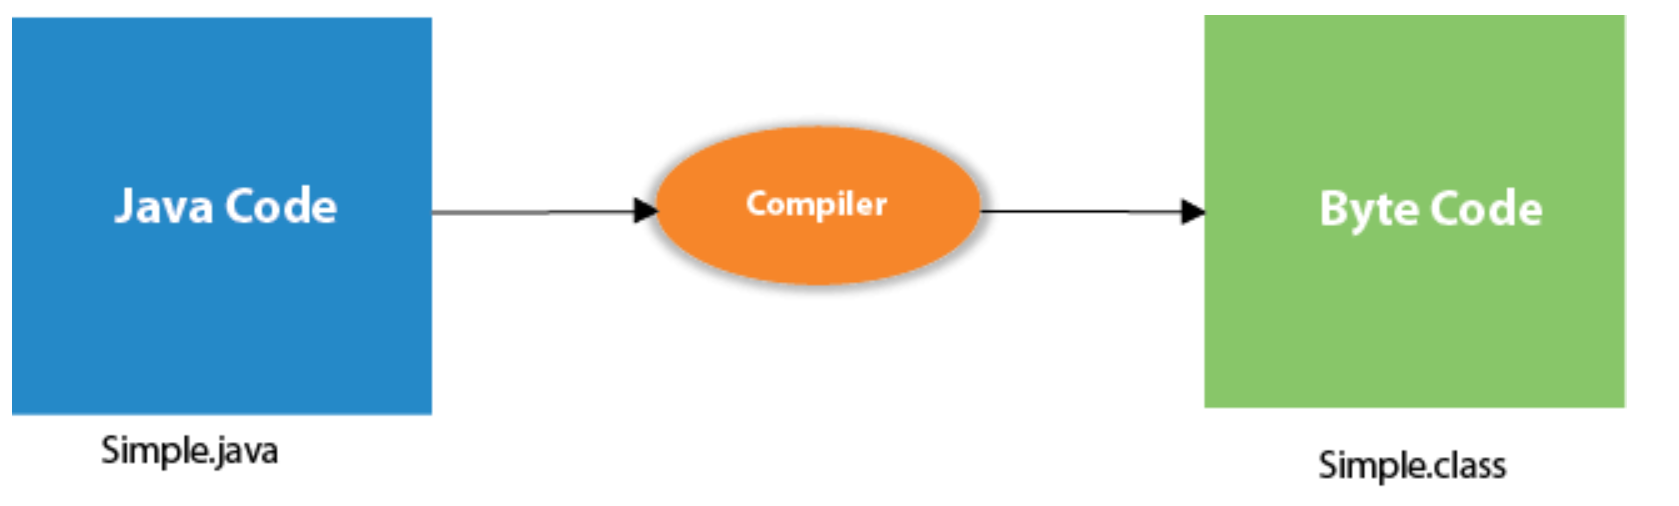 Java Code
Compiler
Byte Code
Simple.java
Simple.class